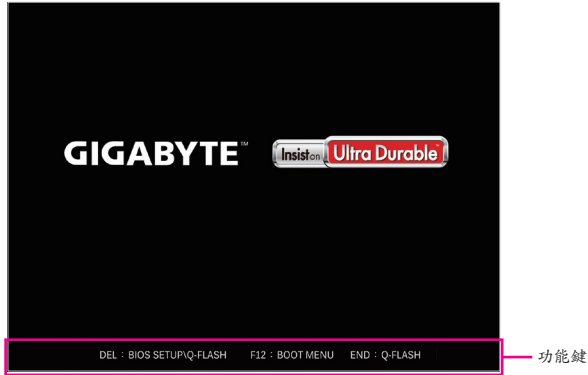 GIGABYTE™ Insist on Ultra Durable™
DEL：BIOS SETUP\Q-FLASH F12：BOOT MENU END：Q-FLASH
功能鍵